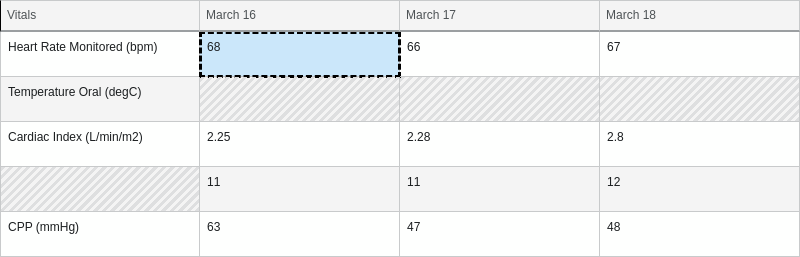 Vitals March 16 March 17 March 18
Heart Rate Monitored (bpm) 68 66 67
Temperature Oral (degC)
Cardiac Index (L/min/m2) 2.25 2.28 2.8
11 11 12
CPP (mmHg) 63 47 48